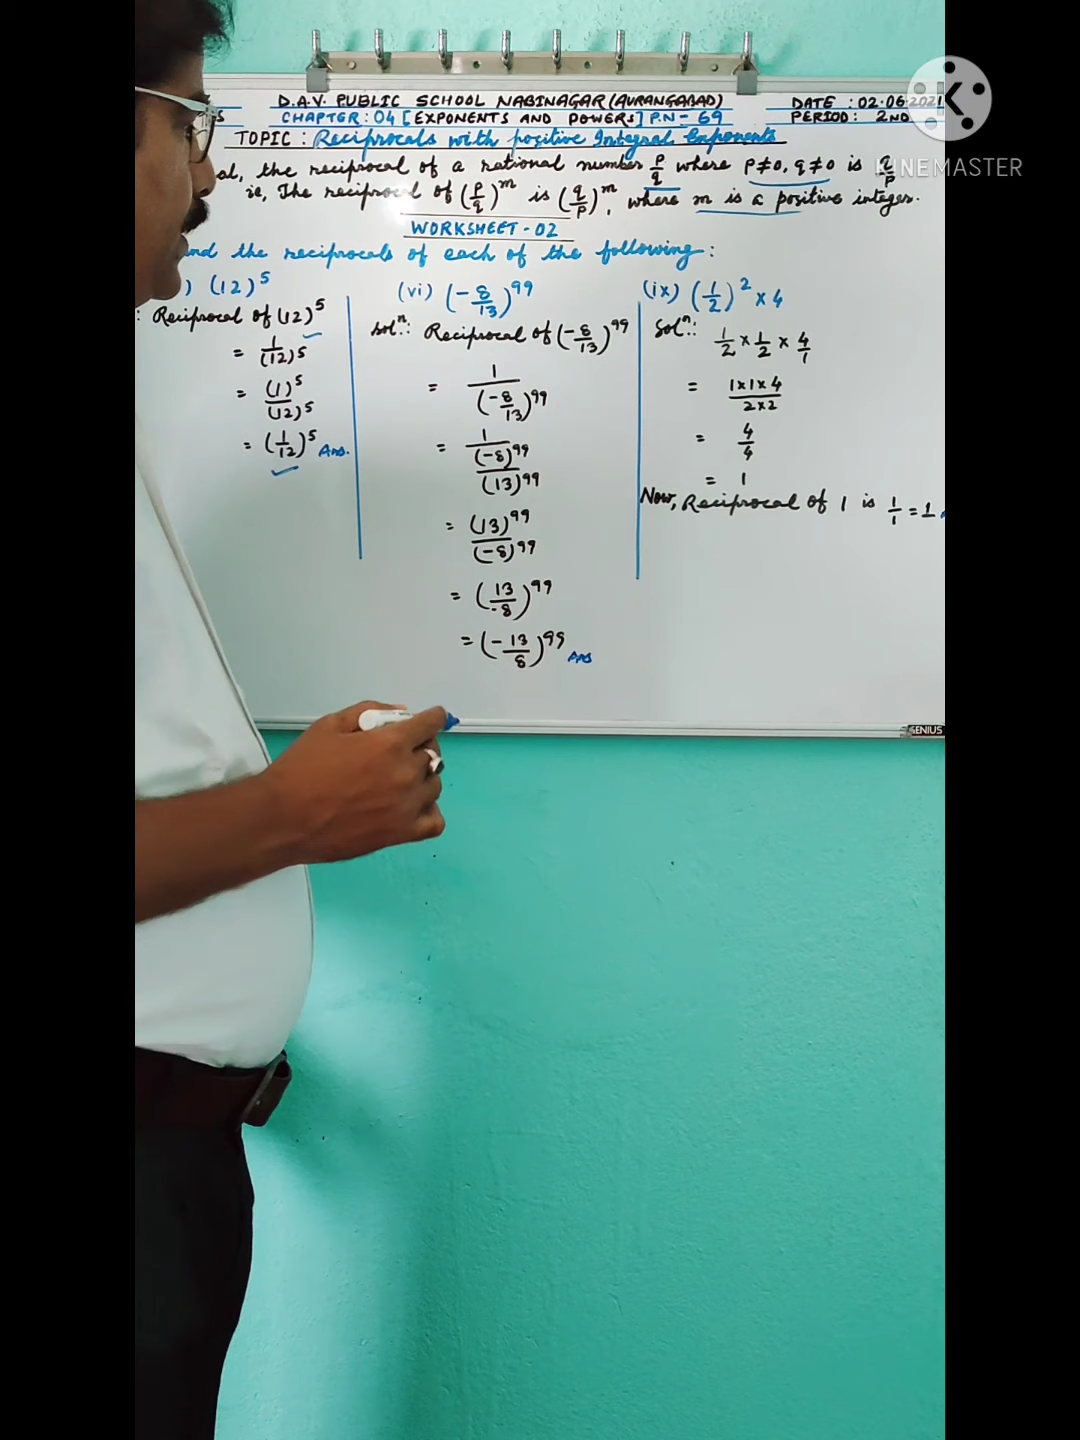 D.A.V. PUBLIC SCHOOL NABINAGAR (AURANGABAD)
DATE : 02.06.2021
CHAPTER : 04 [EXPONENTS AND POWERS] P.N - 69
PERIOD: 2ND
TOPIC : Reciprocals with positive Integral Exponents
al, the reciprocal of a rational number p/q where p≠0, q≠0 is q/p
ie, The reciprocal of (p/q)^m is (q/p)^m, where m is a positive integer.
WORKSHEET - 02
nd the reciprocals of each of the following :
) (12)^5
: Reciprocal of (12)^5
= 1/(12)^5
= (1)^5/(12)^5
= (1/12)^5 Ans.
(vi) (-8/13)^99
Solⁿ.: Reciprocal of (-8/13)^99
= 1/(-8/13)^99
= 1/((-8)^99/(13)^99)
= (13)^99/(-8)^99
= (13/-8)^99
= (-13/8)^99 Ans
(ix) (1/2)^2 × 4
Solⁿ.: 1/2 × 1/2 × 4/1
= 1×1×4/2×2
= 4/4
= 1
Now, Reciprocal of 1 is 1/1 = 1
GENIUS
KINEMASTER